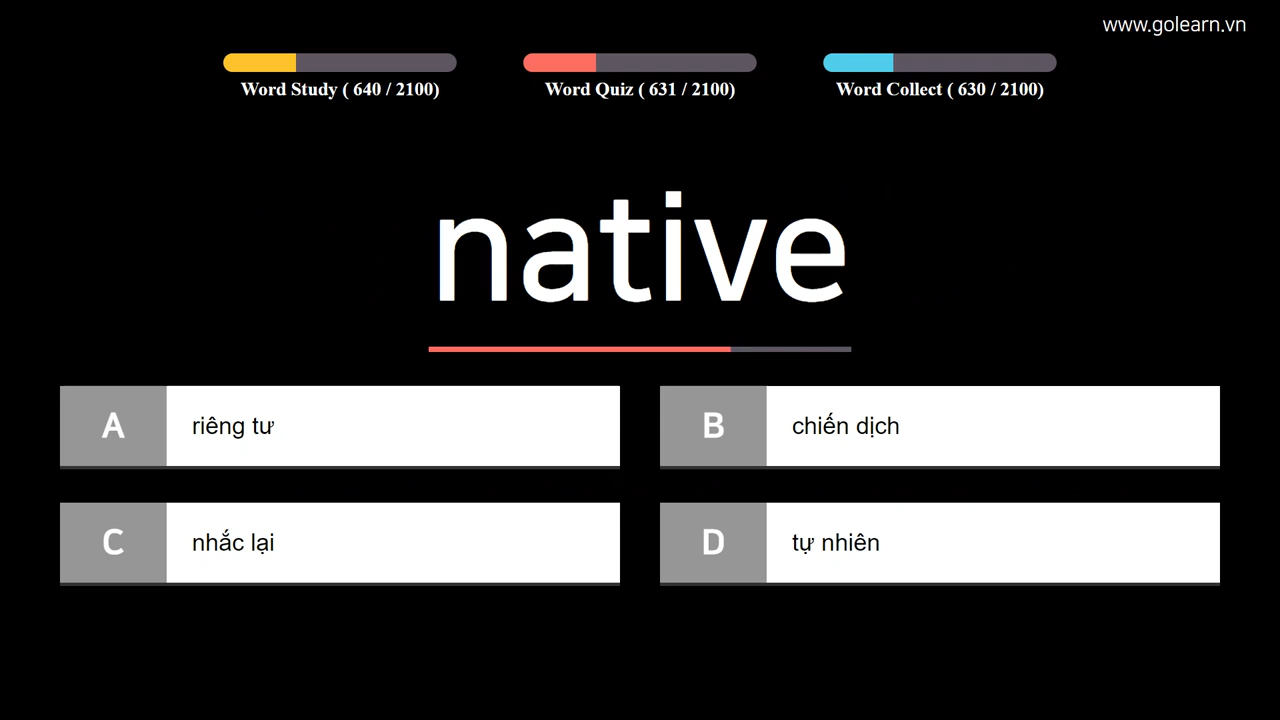 www.golearn.vn
Word Study ( 640 / 2100)
Word Quiz ( 631 / 2100)
Word Collect ( 630 / 2100)
native
A riêng tư
B chiến dịch
C nhắc lại
D tự nhiên